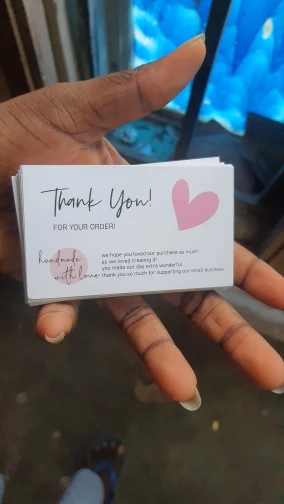 Thank You!
FOR YOUR ORDER!
handmade
with love
we hope you loved our purchase as much
as we loved creating it!
you made our day extra wonderful
thank you so much for supporting our small business.